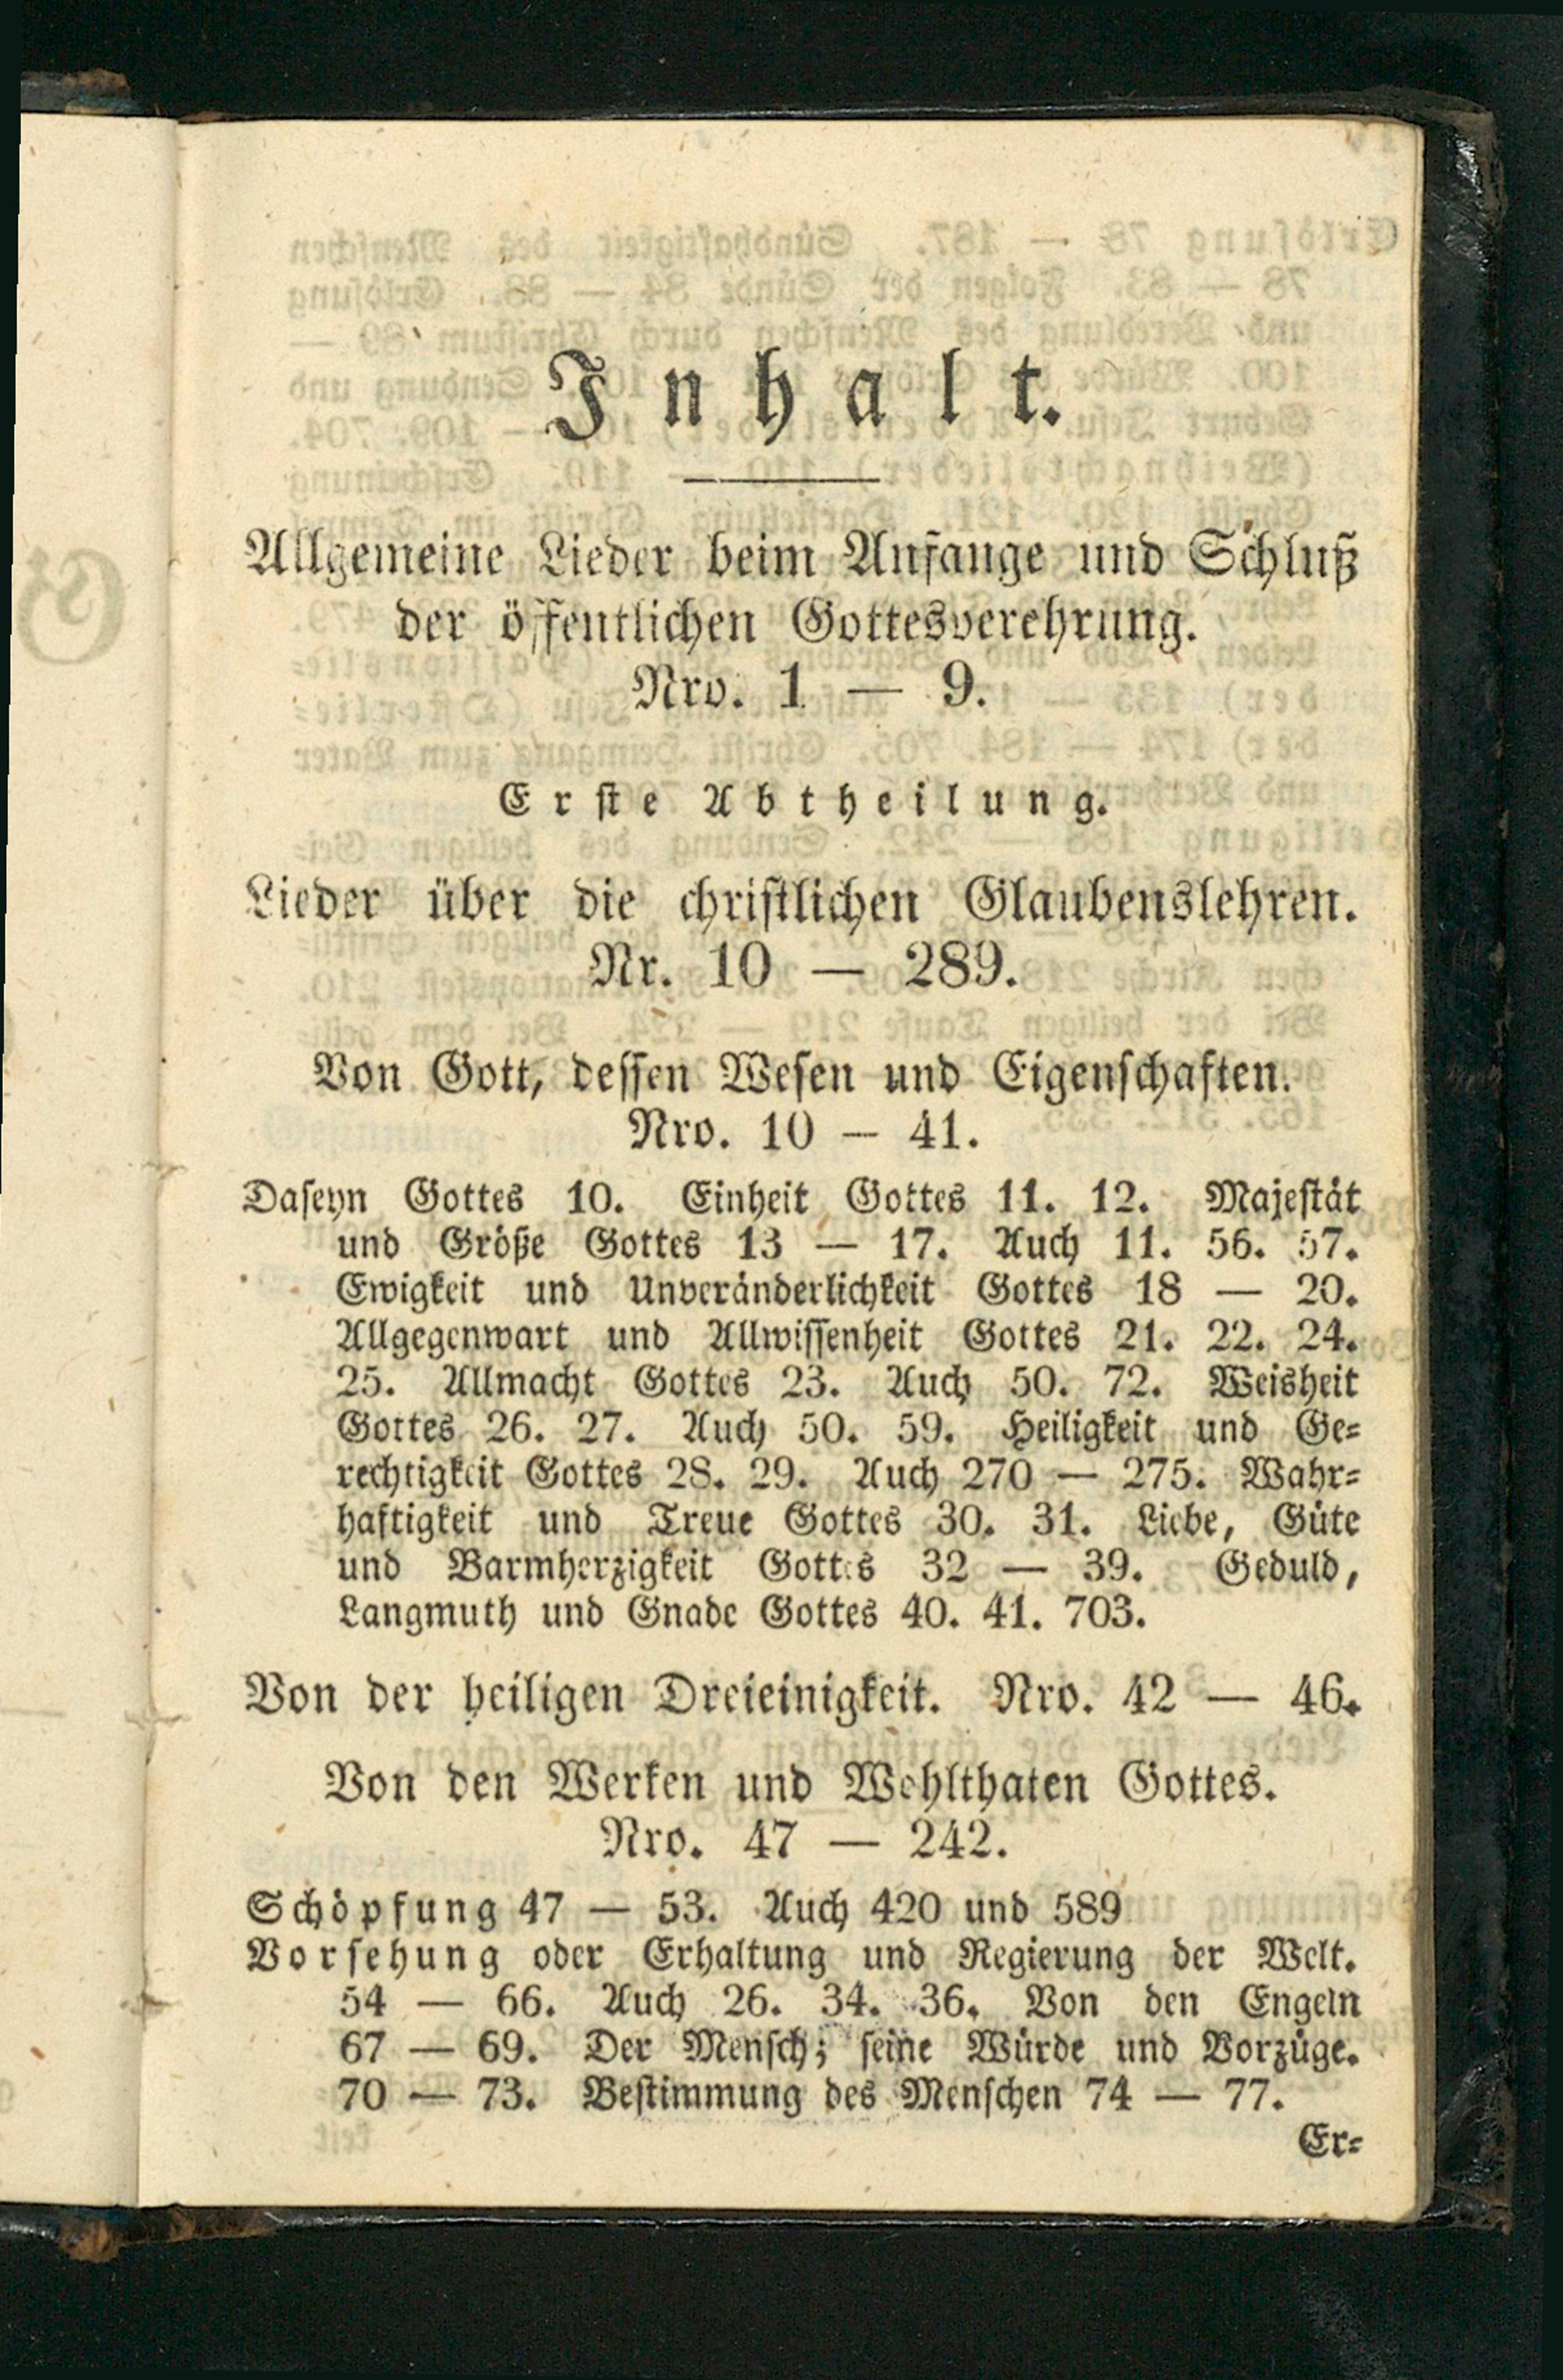 Inhalt.
Allgemeine Lieder beim Anfange und Schluß
der öffentlichen Gottesverehrung.
Nro. 1 — 9.
Erste Abtheilung.
Lieder über die christlichen Glaubenslehren.
Nr. 10 — 289.
Von Gott, dessen Wesen und Eigenschaften.
Nro. 10 — 41.
Daseyn Gottes 10. Einheit Gottes 11. 12. Majestät
und Größe Gottes 13 — 17. Auch 11. 56. 57.
Ewigkeit und Unveränderlichkeit Gottes 18 — 20.
Allgegenwart und Allwissenheit Gottes 21. 22. 24.
25. Allmacht Gottes 23. Auch 50. 72. Weisheit
Gottes 26. 27. Auch 50. 59. Heiligkeit und Ge=
rechtigkeit Gottes 28. 29. Auch 270 — 275. Wahr=
haftigkeit und Treue Gottes 30. 31. Liebe, Güte
und Barmherzigkeit Gottes 32 — 39. Geduld,
Langmuth und Gnade Gottes 40. 41. 703.
Von der heiligen Dreieinigkeit. Nro. 42 — 46.
Von den Werken und Wohlthaten Gottes.
Nro. 47 — 242.
Schöpfung 47 — 53. Auch 420 und 589
Vorsehung oder Erhaltung und Regierung der Welt.
54 — 66. Auch 26. 34. 36. Von den Engeln
67 — 69. Der Mensch; seine Würde und Vorzüge.
70 — 73. Bestimmung des Menschen 74 — 77.
Er=